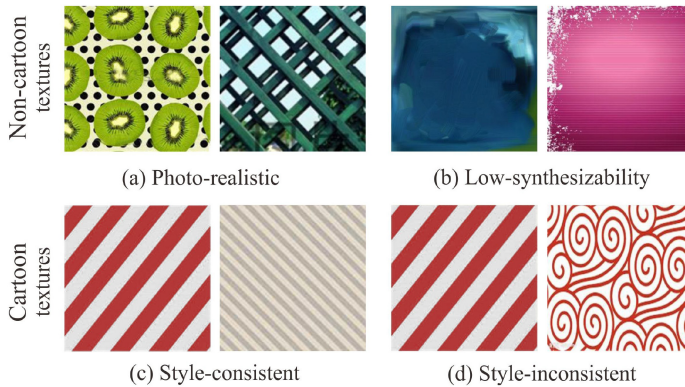 Non-cartoon
textures
(a) Photo-realistic
(b) Low-synthesizability
Cartoon
textures
(c) Style-consistent
(d) Style-inconsistent